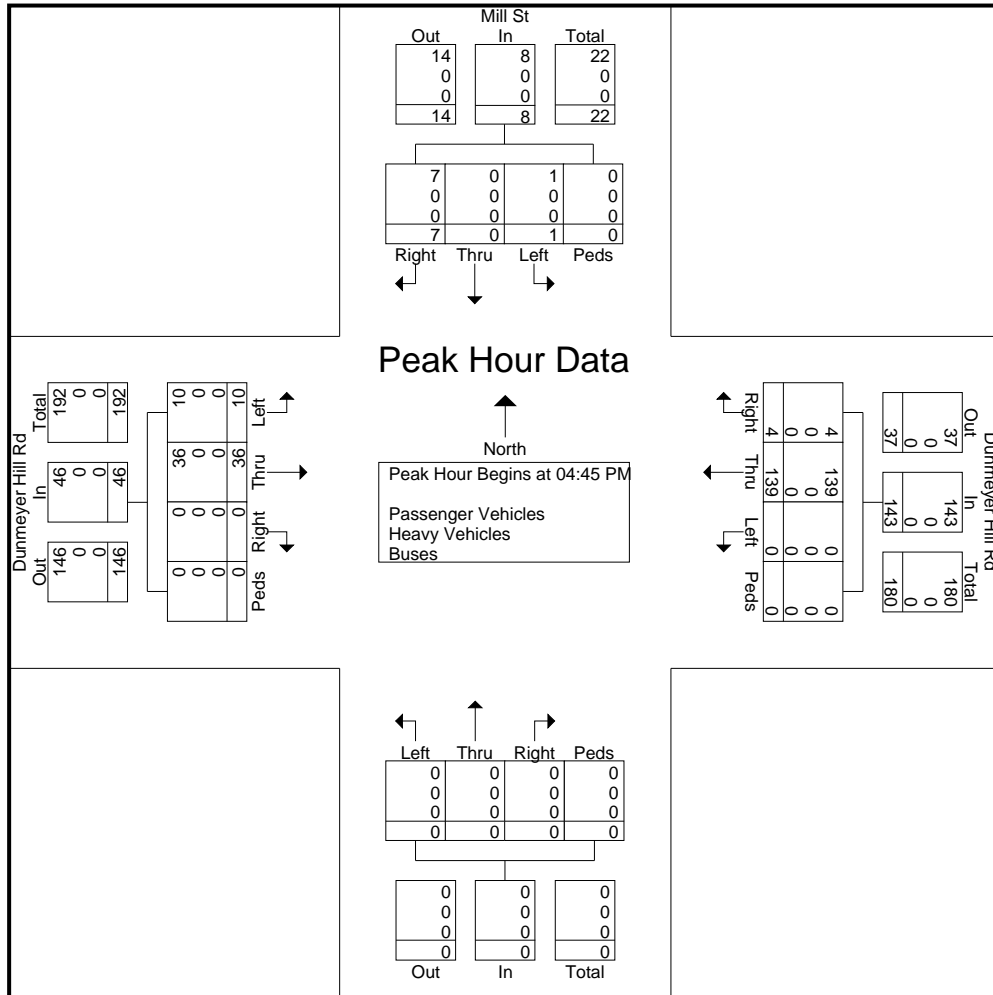 Mill St
Out In Total
14 8 22
0 0 0
0 0 0
14 8 22
7 0 1 0
0 0 0 0
0 0 0 0
7 0 1 0
Right Thru Left Peds
Peak Hour Data
North
Peak Hour Begins at 04:45 PM
Passenger Vehicles
Heavy Vehicles
Buses
Dunmeyer Hill Rd
Out In Total
146 46 192
0 0 0
0 0 0
146 46 192
Peds Right Thru Left
0 0 36 10
0 0 0 0
0 0 0 0
0 0 36 10
Dunmeyer Hill Rd
Out In Total
37 143 180
0 0 0
0 0 0
37 143 180
4 139 0 0
0 0 0 0
0 0 0 0
4 139 0 0
Right Thru Left Peds
Left Thru Right Peds
0 0 0 0
0 0 0 0
0 0 0 0
0 0 0 0
0 0 0
0 0 0
0 0 0
0 0 0
Out In Total